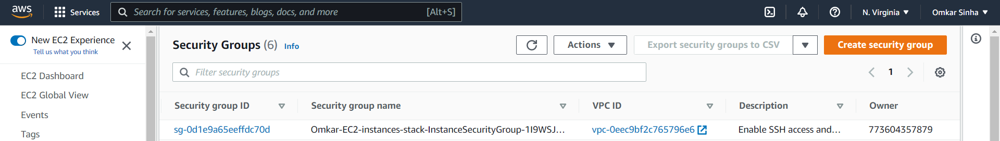 aws
Services
Search for services, features, blogs, docs, and more
[Alt+S]
N. Virginia
Omkar Sinha
New EC2 Experience
Tell us what you think
EC2 Dashboard
EC2 Global View
Events
Tags
Security Groups (6) Info
Actions
Export security groups to CSV
Create security group
Filter security groups
1
Security group ID
Security group name
VPC ID
Description
Owner
sg-0d1e9a65eeffdc70d
Omkar-EC2-instances-stack-InstanceSecurityGroup-1I9WSJ...
vpc-0eec9bf2c765796e6
Enable SSH access and...
773604357879